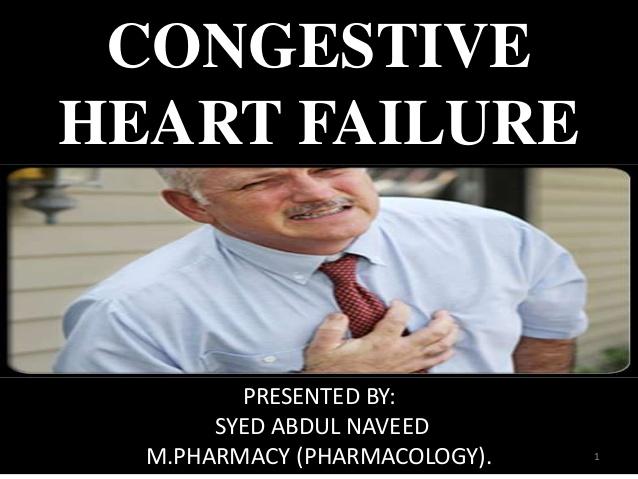 CONGESTIVE
HEART FAILURE
PRESENTED BY:
SYED ABDUL NAVEED
M.PHARMACY (PHARMACOLOGY).
1